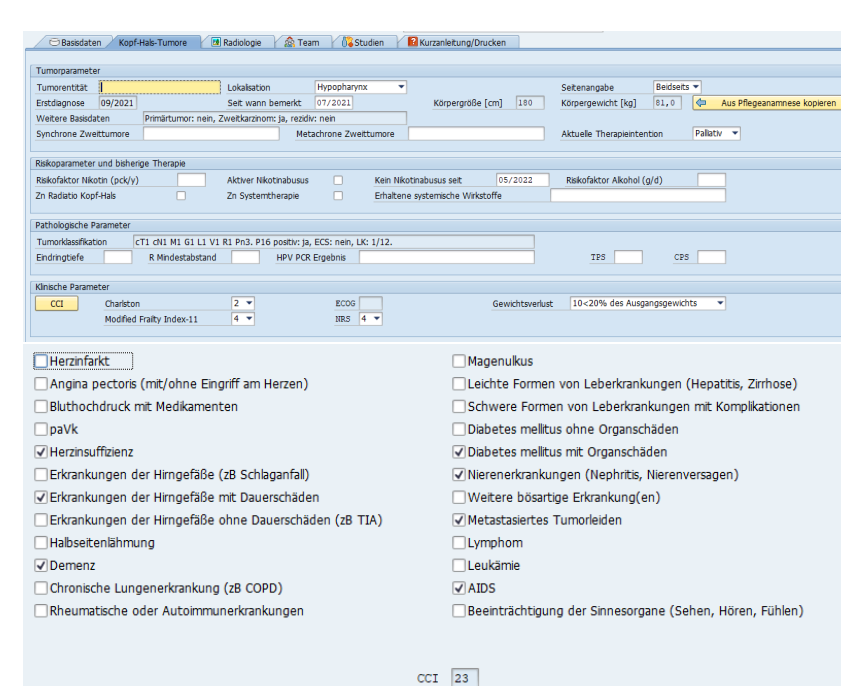 Basisdaten Kopf-Hals-Tumore Radiologie Team Studien Kurzanleitung/Drucken
Tumorparameter
Tumorentität Lokalisation Hypopharynx Seitenangabe Beidseits
Erstdiagnose 09/2021 Seit wann bemerkt 07/2021 Körpergröße [cm] 180 Körpergewicht [kg] 81,0 Aus Pflegeanamnese kopieren
Weitere Basisdaten Primärtumor: nein, Zweitkarzinom: ja, rezidiv: nein
Synchrone Zweittumore Metachrone Zweittumore Aktuelle Therapieintention Palliativ
Risikoparameter und bisherige Therapie
Risikofaktor Nikotin (pck/y) Aktiver Nikotinabusus Kein Nikotinabusus seit 05/2022 Risikofaktor Alkohol (g/d)
Zn Radiatio Kopf-Hals Zn Systemtherapie Erhaltene systemische Wirkstoffe
Pathologische Parameter
Tumorklassifikation cT1 cN1 M1 G1 L1 V1 R1 Pn3. P16 positiv: ja, ECS: nein, LK: 1/12.
Eindringtiefe R Mindestabstand HPV PCR Ergebnis TPS CPS
Klinische Parameter
CCI Charlston 2 ECOG Gewichtsverlust 10<20% des Ausgangsgewichts
Modified Frailty Index-11 4 NRS 4
Herzinfarkt Magenulkus
Angina pectoris (mit/ohne Eingriff am Herzen) Leichte Formen von Leberkrankungen (Hepatitis, Zirrhose)
Bluthochdruck mit Medikamenten Schwere Formen von Leberkrankungen mit Komplikationen
paVk Diabetes mellitus ohne Organschäden
Herzinsuffizienz Diabetes mellitus mit Organschäden
Erkrankungen der Hirngefäße (zB Schlaganfall) Nierenerkrankungen (Nephritis, Nierenversagen)
Erkrankungen der Hirngefäße mit Dauerschäden Weitere bösartige Erkrankung(en)
Erkrankungen der Hirngefäße ohne Dauerschäden (zB TIA) Metastasiertes Tumorleiden
Halbseitenlähmung Lymphom
Demenz Leukämie
Chronische Lungenerkrankung (zB COPD) AIDS
Rheumatische oder Autoimmunerkrankungen Beeinträchtigung der Sinnesorgane (Sehen, Hören, Fühlen)
CCI 23